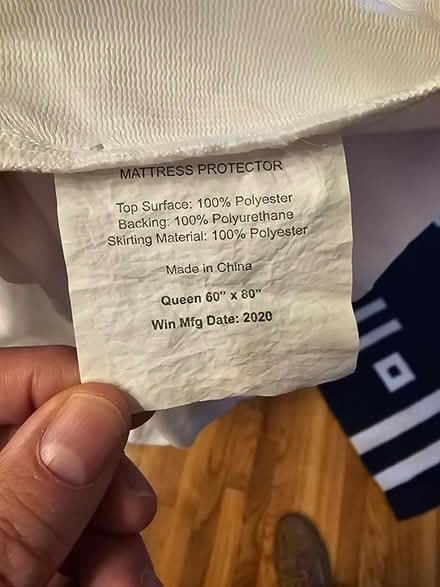 MATTRESS PROTECTOR
Top Surface: 100% Polyester
Backing: 100% Polyurethane
Skirting Material: 100% Polyester
Made in China
Queen 60" x 80"
Win Mfg Date: 2020